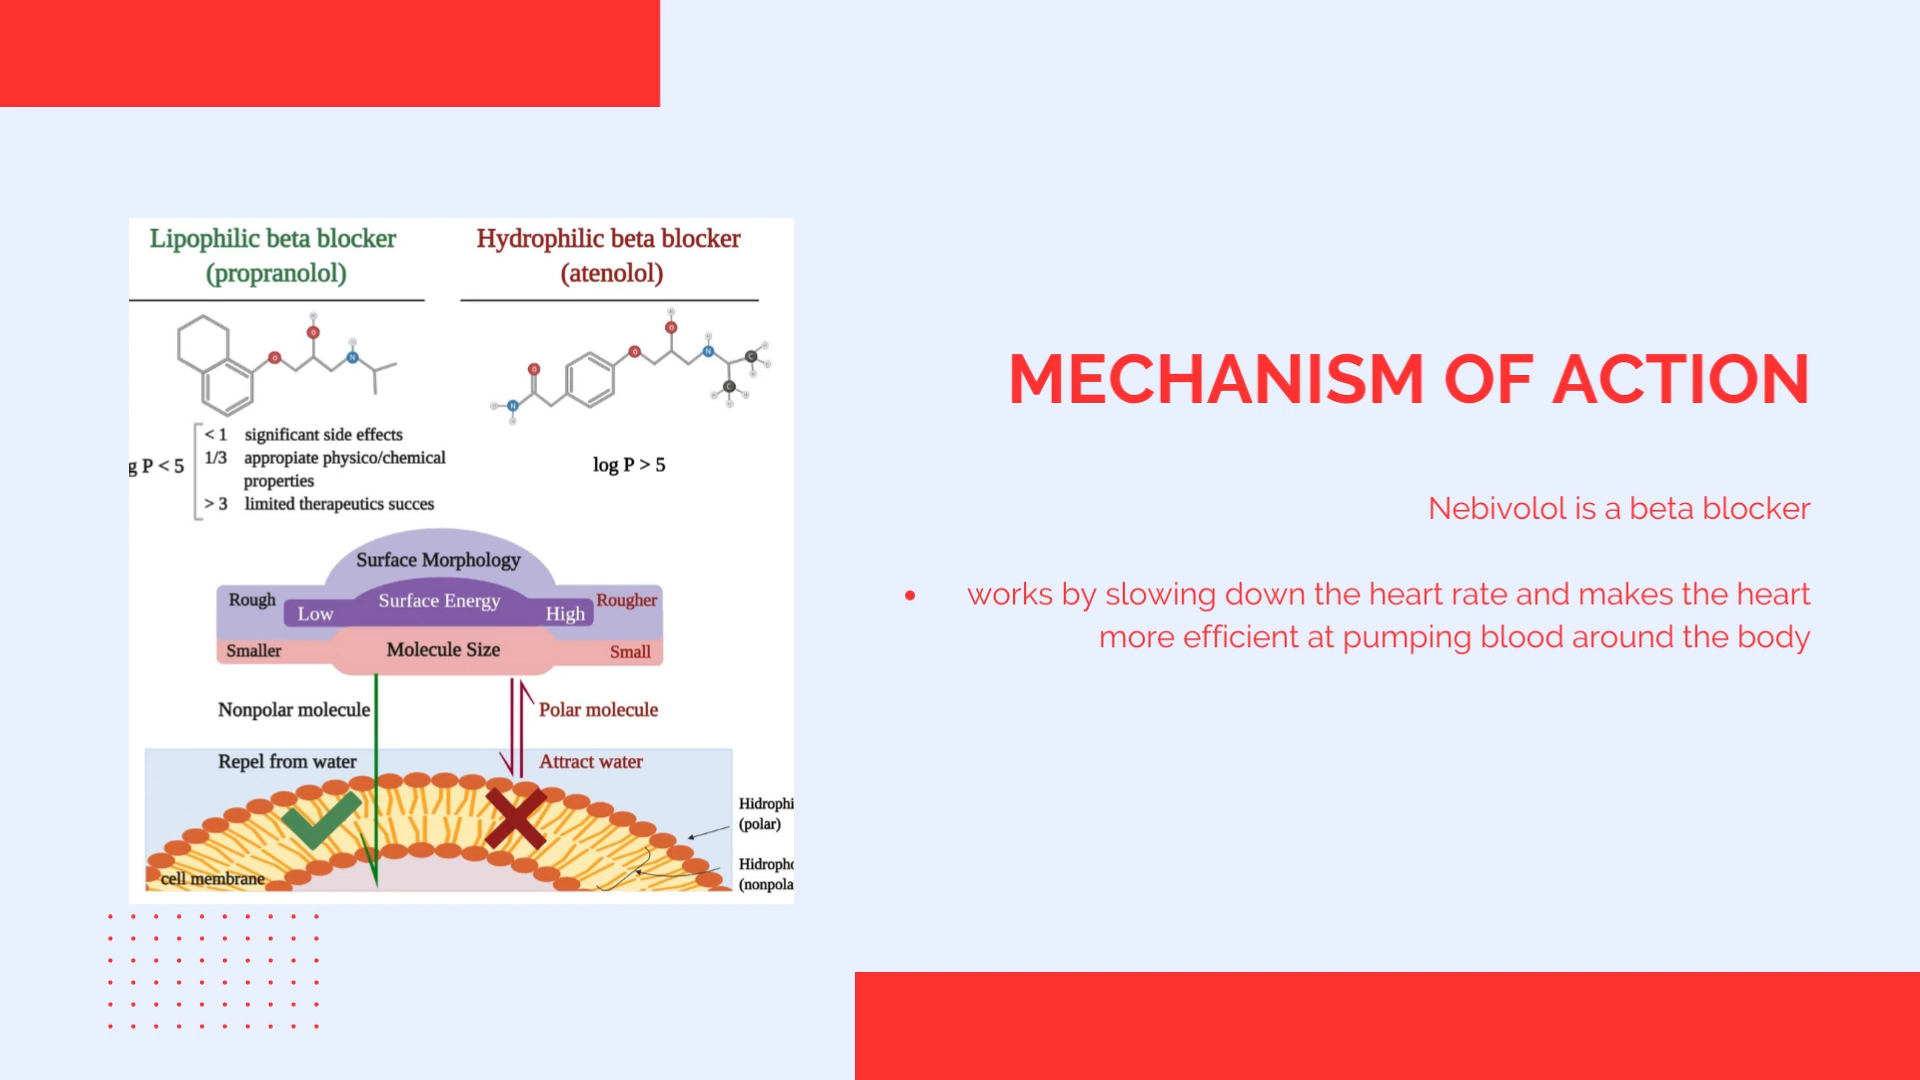 Lipophilic beta blocker
(propranolol)
Hydrophilic beta blocker
(atenolol)
g P < 5
< 1 significant side effects
1/3 appropiate physico/chemical
properties
> 3 limited therapeutics succes
log P > 5
Surface Morphology
Rough
Surface Energy
Rougher
Low
High
Smaller
Molecule Size
Small
Nonpolar molecule
Polar molecule
Repel from water
Attract water
Hidrophi
(polar)
Hidropho
(nonpola
cell membrane
MECHANISM OF ACTION
Nebivolol is a beta blocker
• works by slowing down the heart rate and makes the heart
more efficient at pumping blood around the body